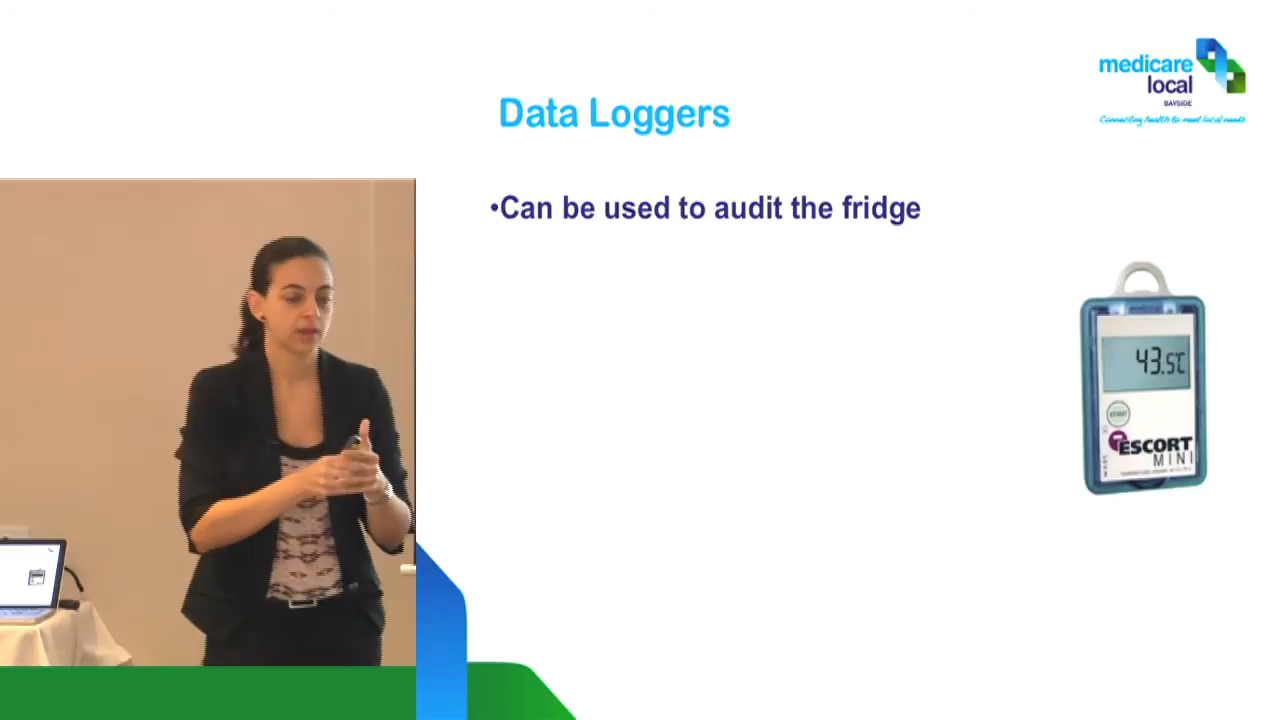 medicare
local
BAYSIDE
Connecting health to meet local needs
Data Loggers
•Can be used to audit the fridge
43.5°C
START
ESCORT
MINI